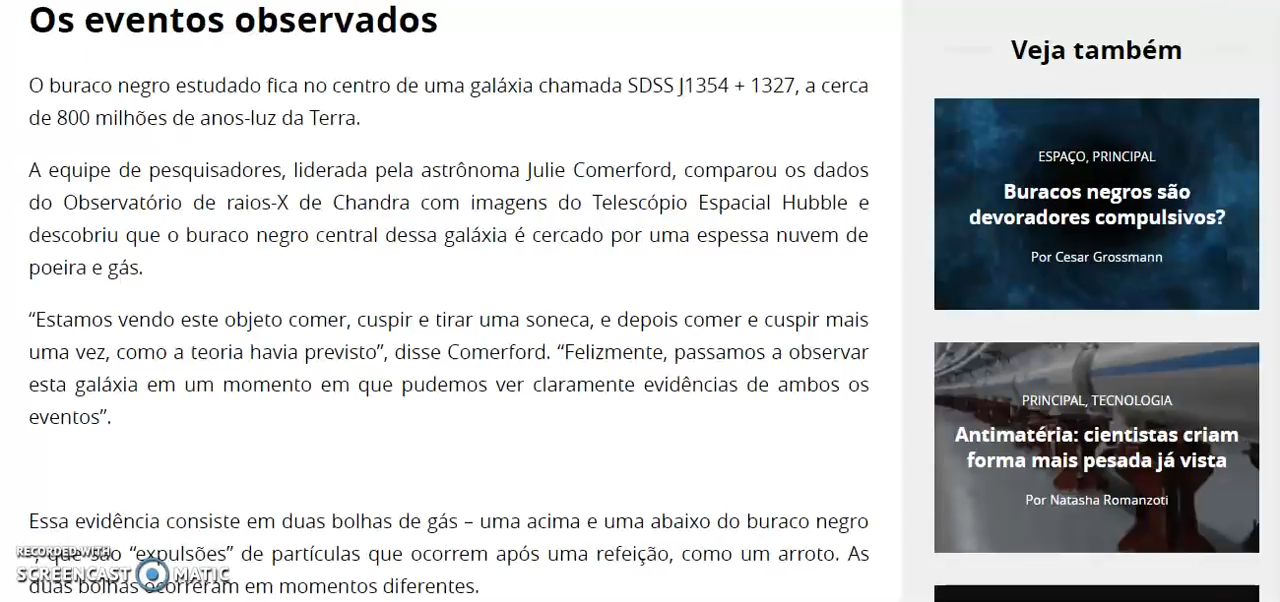 Os eventos observados
O buraco negro estudado fica no centro de uma galáxia chamada SDSS J1354 + 1327, a cerca
de 800 milhões de anos-luz da Terra.
A equipe de pesquisadores, liderada pela astrônoma Julie Comerford, comparou os dados
do Observatório de raios-X de Chandra com imagens do Telescópio Espacial Hubble e
descobriu que o buraco negro central dessa galáxia é cercado por uma espessa nuvem de
poeira e gás.
“Estamos vendo este objeto comer, cuspir e tirar uma soneca, e depois comer e cuspir mais
uma vez, como a teoria havia previsto”, disse Comerford. “Felizmente, passamos a observar
esta galáxia em um momento em que pudemos ver claramente evidências de ambos os
eventos”.
Essa evidência consiste em duas bolhas de gás – uma acima e uma abaixo do buraco negro
são “expulsões” de partículas que ocorrem após uma refeição, como um arroto. As
duas bolhas ocorreram em momentos diferentes.
RECORDED WITH
SCREENCAST MATIC
Veja também
ESPAÇO, PRINCIPAL
Buracos negros são
devoradores compulsivos?
Por Cesar Grossmann
PRINCIPAL, TECNOLOGIA
Antimatéria: cientistas criam
forma mais pesada já vista
Por Natasha Romanzoti